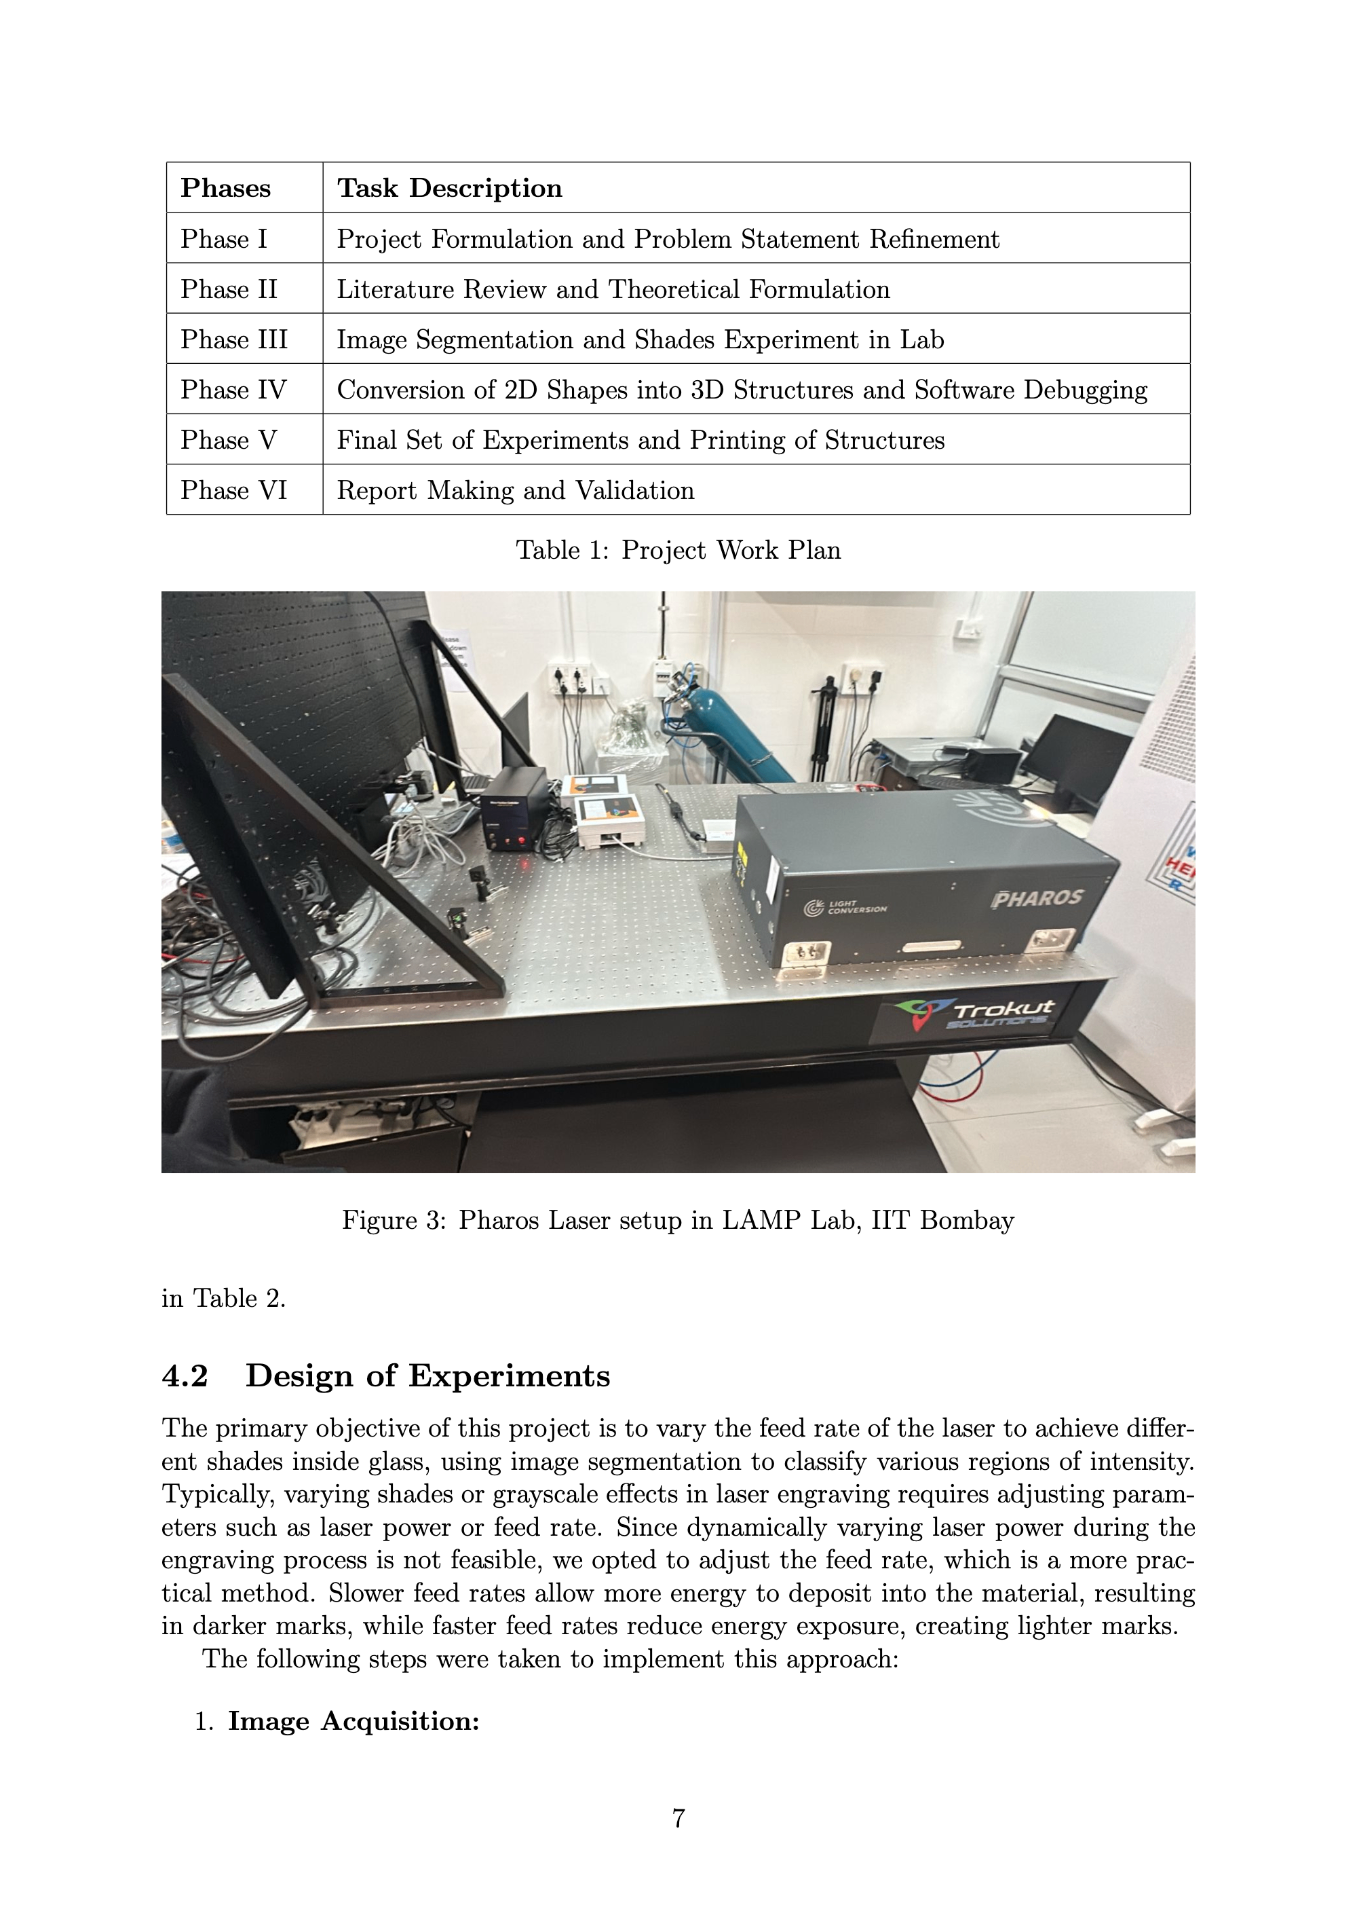 Phases Task Description
Phase I Project Formulation and Problem Statement Refinement
Phase II Literature Review and Theoretical Formulation
Phase III Image Segmentation and Shades Experiment in Lab
Phase IV Conversion of 2D Shapes into 3D Structures and Software Debugging
Phase V Final Set of Experiments and Printing of Structures
Phase VI Report Making and Validation
Table 1: Project Work Plan
LIGHT
CONVERSION
PHAROS
Trokut
SOLUTIONS
Figure 3: Pharos Laser setup in LAMP Lab, IIT Bombay
in Table 2.
4.2 Design of Experiments
The primary objective of this project is to vary the feed rate of the laser to achieve differ-
ent shades inside glass, using image segmentation to classify various regions of intensity.
Typically, varying shades or grayscale effects in laser engraving requires adjusting param-
eters such as laser power or feed rate. Since dynamically varying laser power during the
engraving process is not feasible, we opted to adjust the feed rate, which is a more prac-
tical method. Slower feed rates allow more energy to deposit into the material, resulting
in darker marks, while faster feed rates reduce energy exposure, creating lighter marks.
The following steps were taken to implement this approach:
1. Image Acquisition:
7